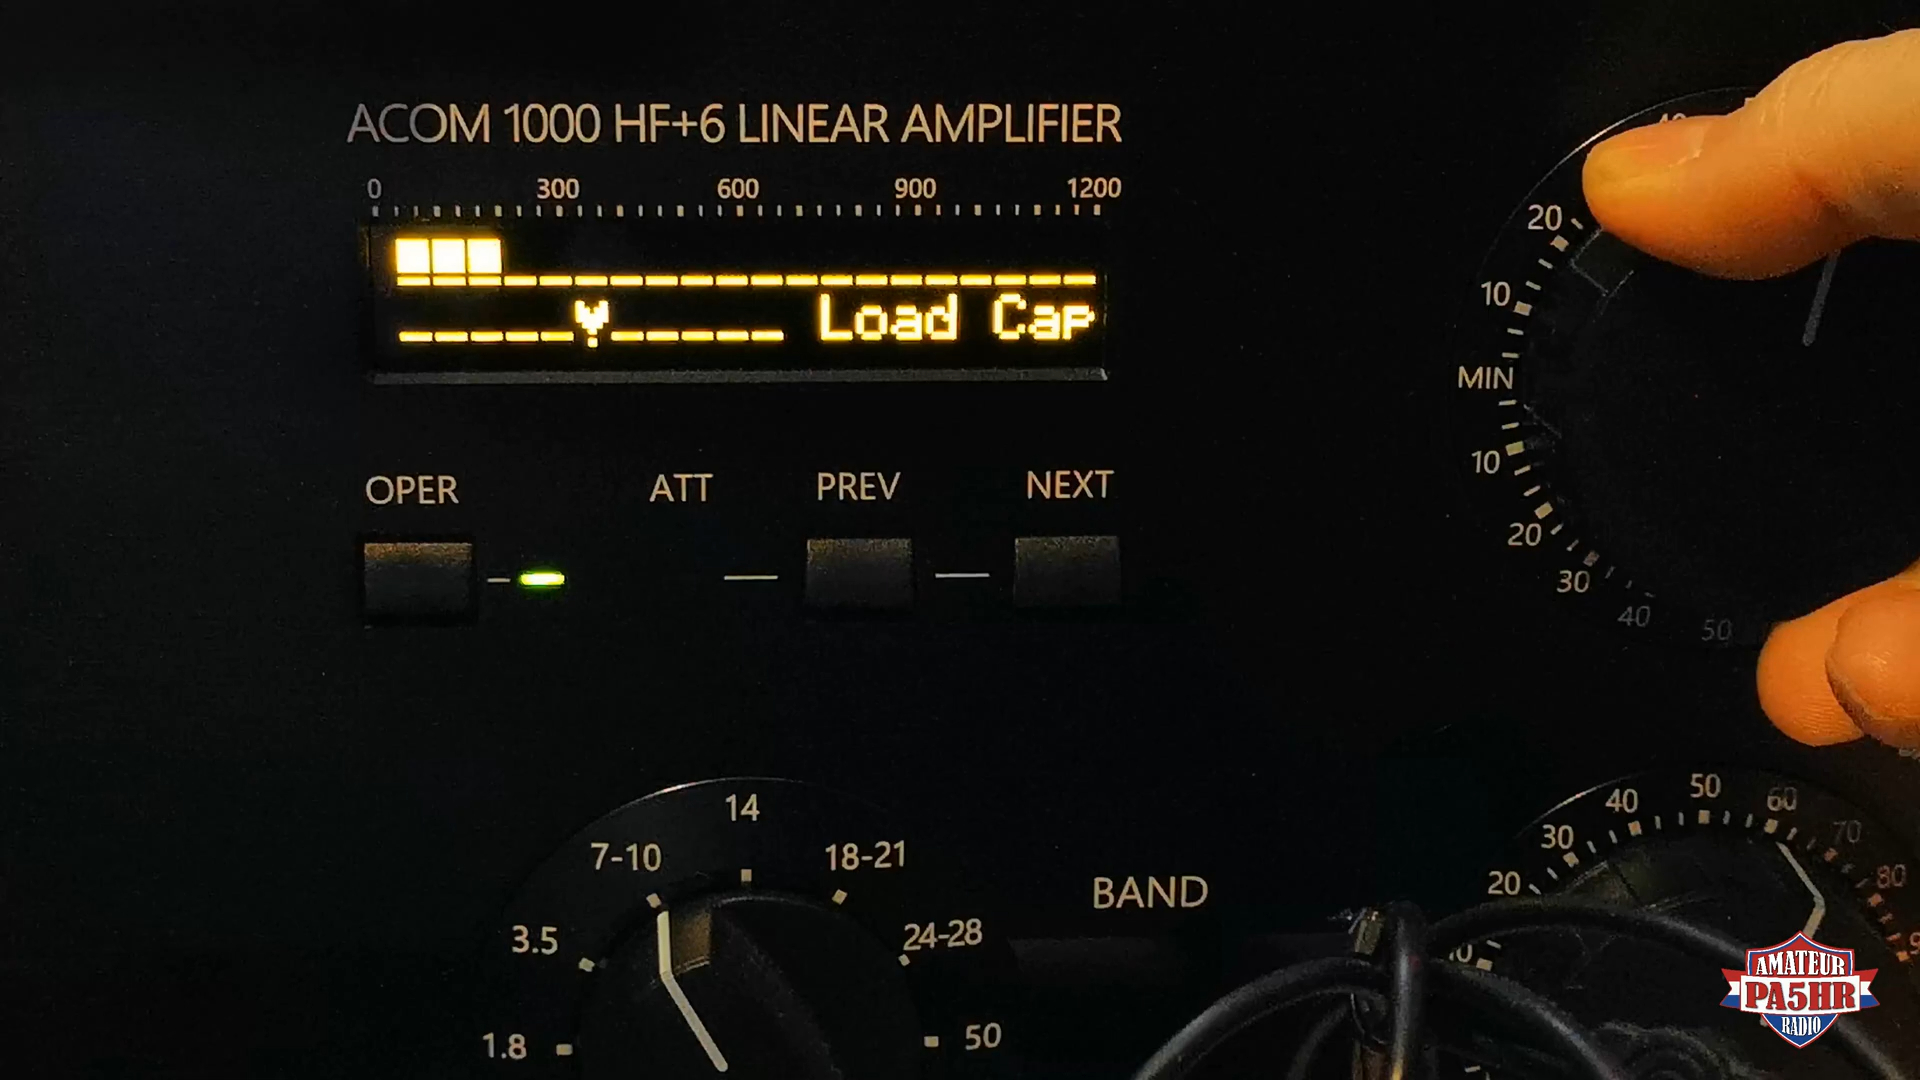 ACOM 1000 HF+6 LINEAR AMPLIFIER
0 300 600 900 1200
Load Cap
OPER ATT PREV NEXT
20
10
MIN
10
20
30
40
50
1.8
3.5
7-10
14
18-21
24-28
50
BAND
20
30
40
50
60
70
80
AMATEUR
PA5HR
RADIO